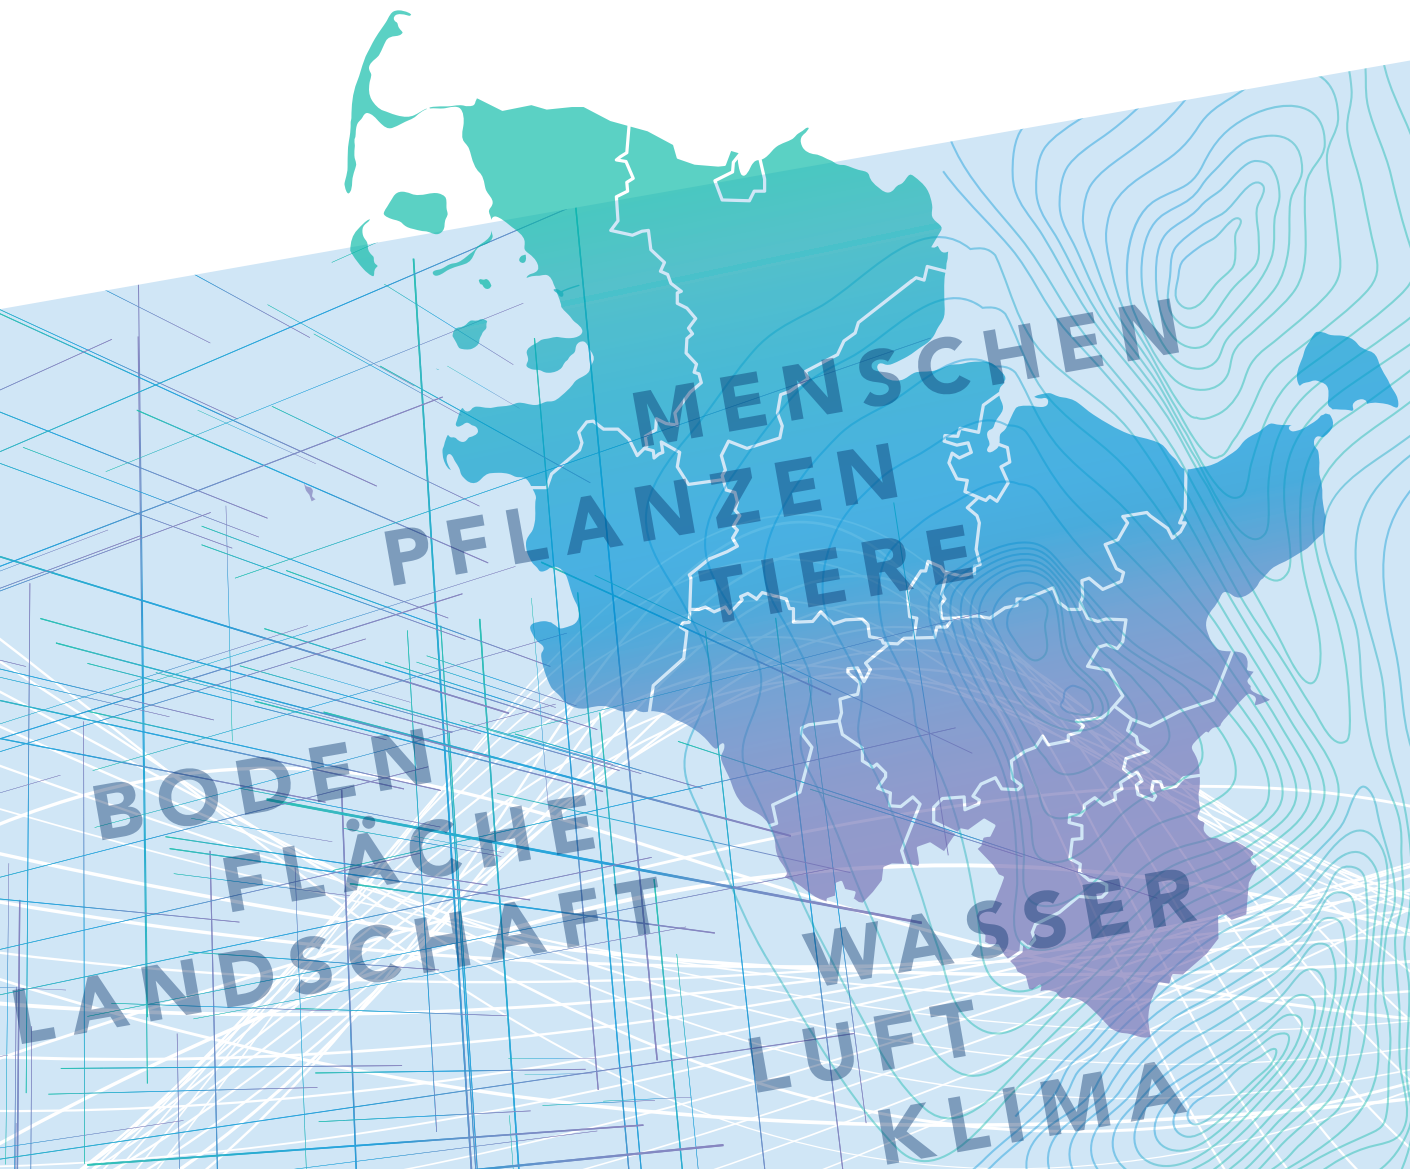 MENSCHEN
PFLANZEN
TIERE
BODEN
FLÄCHE
LANDSCHAFT
WASSER
LUFT
KLIMA